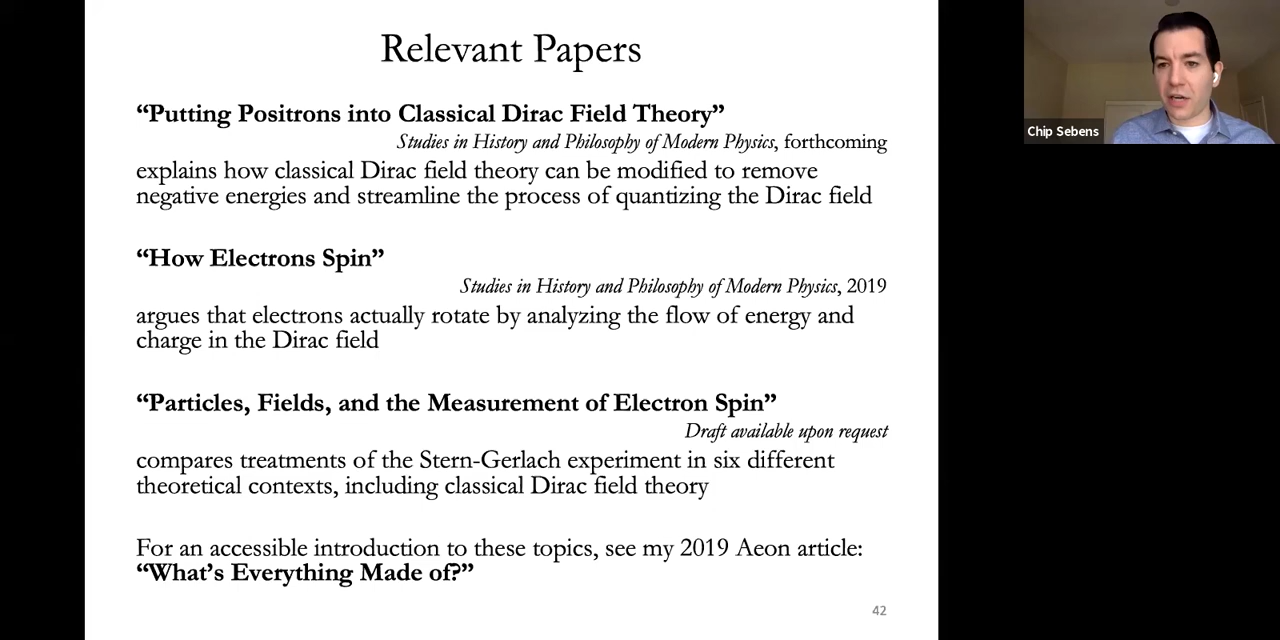 Relevant Papers
“Putting Positrons into Classical Dirac Field Theory”
Studies in History and Philosophy of Modern Physics, forthcoming
explains how classical Dirac field theory can be modified to remove
negative energies and streamline the process of quantizing the Dirac field
“How Electrons Spin”
Studies in History and Philosophy of Modern Physics, 2019
argues that electrons actually rotate by analyzing the flow of energy and
charge in the Dirac field
“Particles, Fields, and the Measurement of Electron Spin”
Draft available upon request
compares treatments of the Stern-Gerlach experiment in six different
theoretical contexts, including classical Dirac field theory
For an accessible introduction to these topics, see my 2019 Aeon article:
“What’s Everything Made of?”
42
Chip Sebens